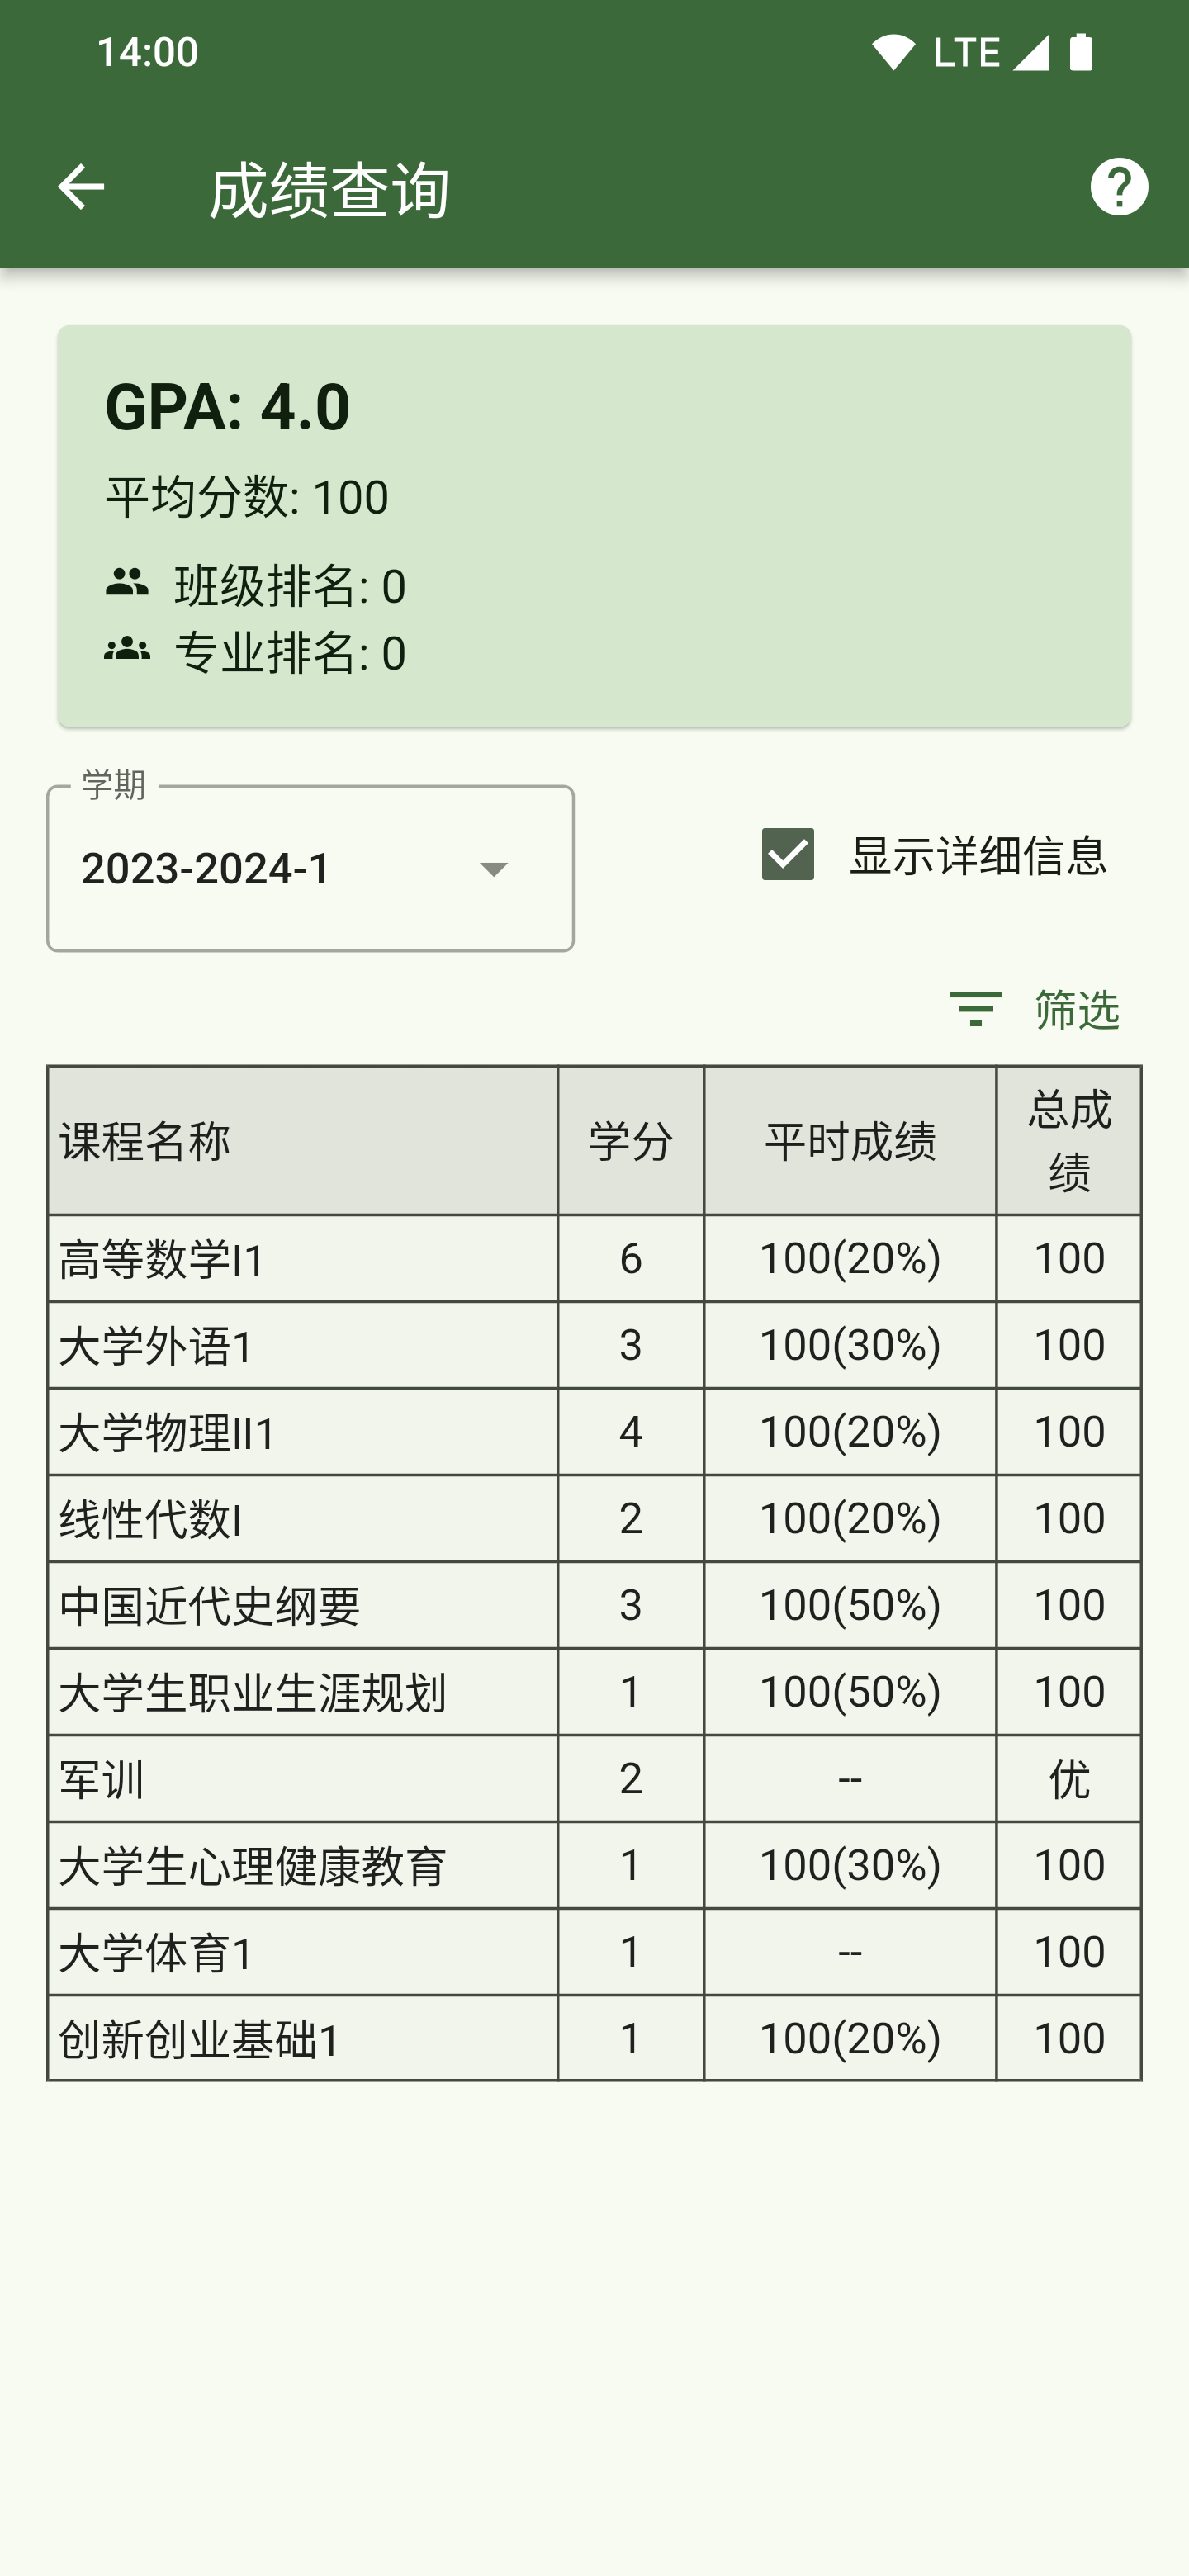 14:00 LTE
成绩查询
GPA: 4.0
平均分数: 100
班级排名: 0
专业排名: 0
学期
2023-2024-1
显示详细信息
筛选
课程名称 学分 平时成绩 总成
绩
高等数学I1 6 100(20%) 100
大学外语1 3 100(30%) 100
大学物理II1 4 100(20%) 100
线性代数I 2 100(20%) 100
中国近代史纲要 3 100(50%) 100
大学生职业生涯规划 1 100(50%) 100
军训 2 -- 优
大学生心理健康教育 1 100(30%) 100
大学体育1 1 -- 100
创新创业基础1 1 100(20%) 100